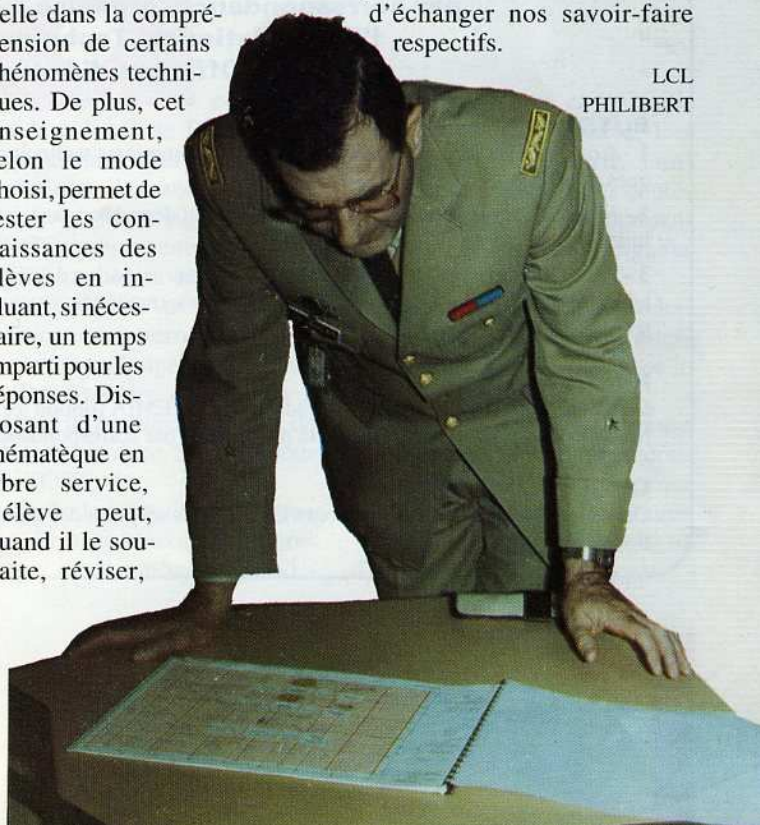 elle dans la compré-
ension de certains
hénomènes techni-
ues. De plus, cet
nseignement,
elon le mode
hoisi, permet de
ester les con-
aissances des
lèves en in-
luant, si néces-
aire, un temps
mparti pour les
éponses. Dis-
osant d'une
némathèque en
bre service,
élève peut,
uand il le sou-
aite, réviser,
d'échanger nos savoir-faire
respectifs.
LCL
PHILIBERT